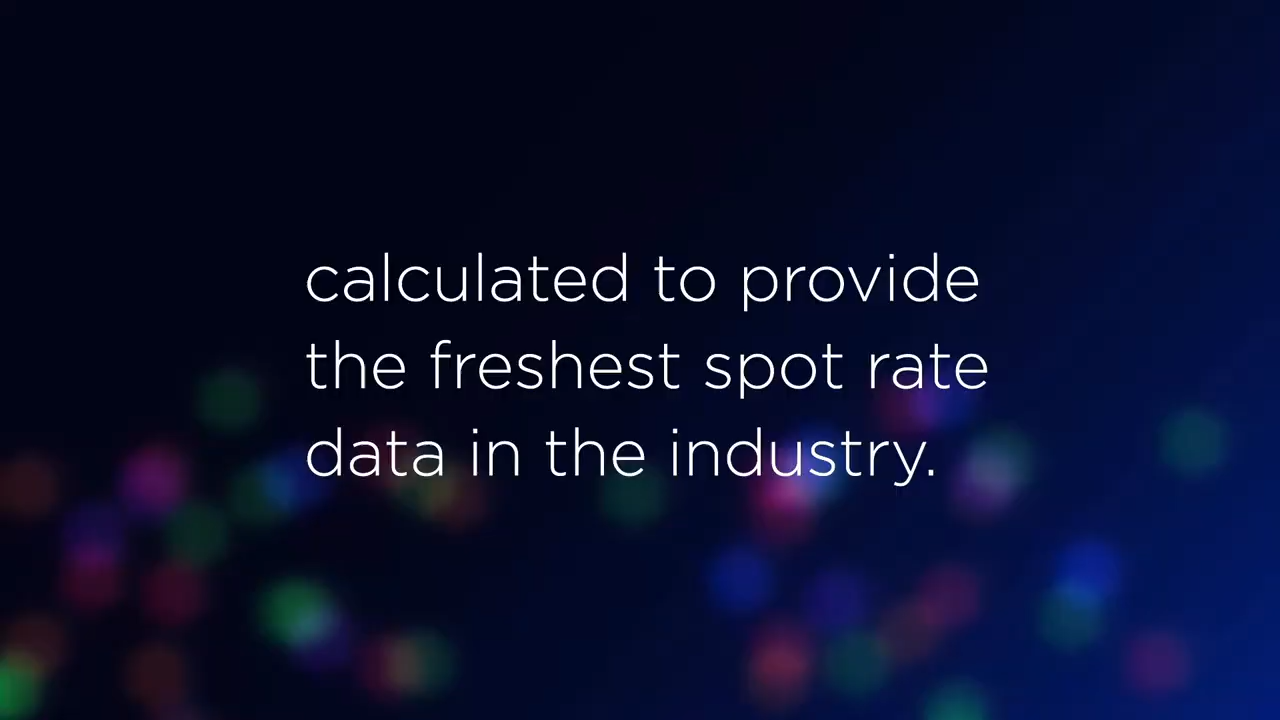 calculated to provide
the freshest spot rate
data in the industry.